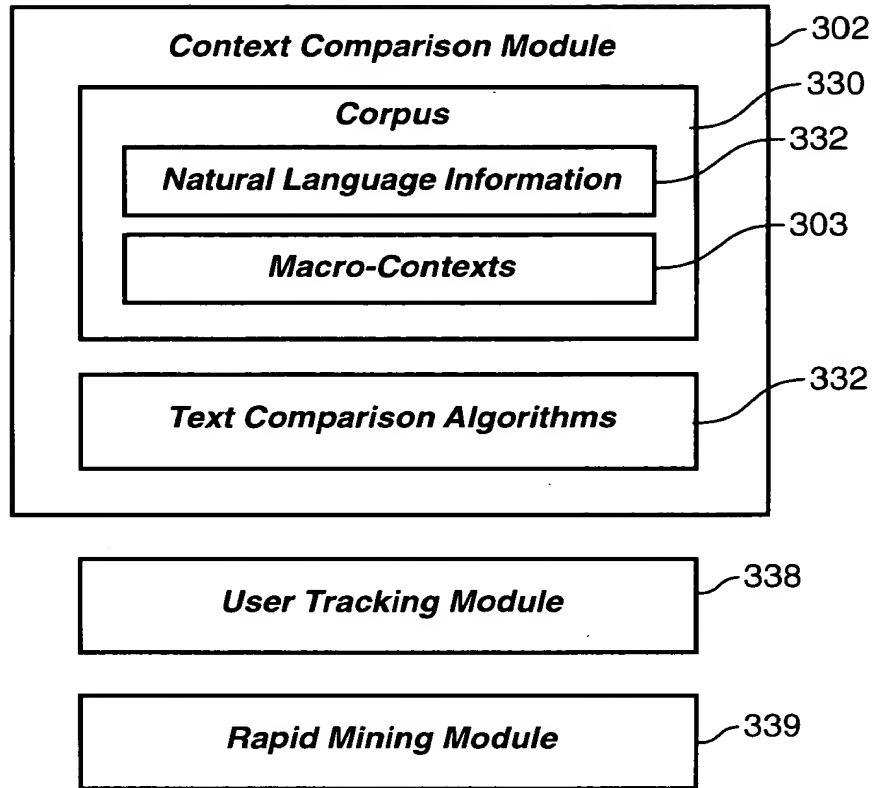 Context Comparison Module
302
Corpus
330
Natural Language Information
332
Macro-Contexts
303
Text Comparison Algorithms
332
User Tracking Module
338
Rapid Mining Module
339